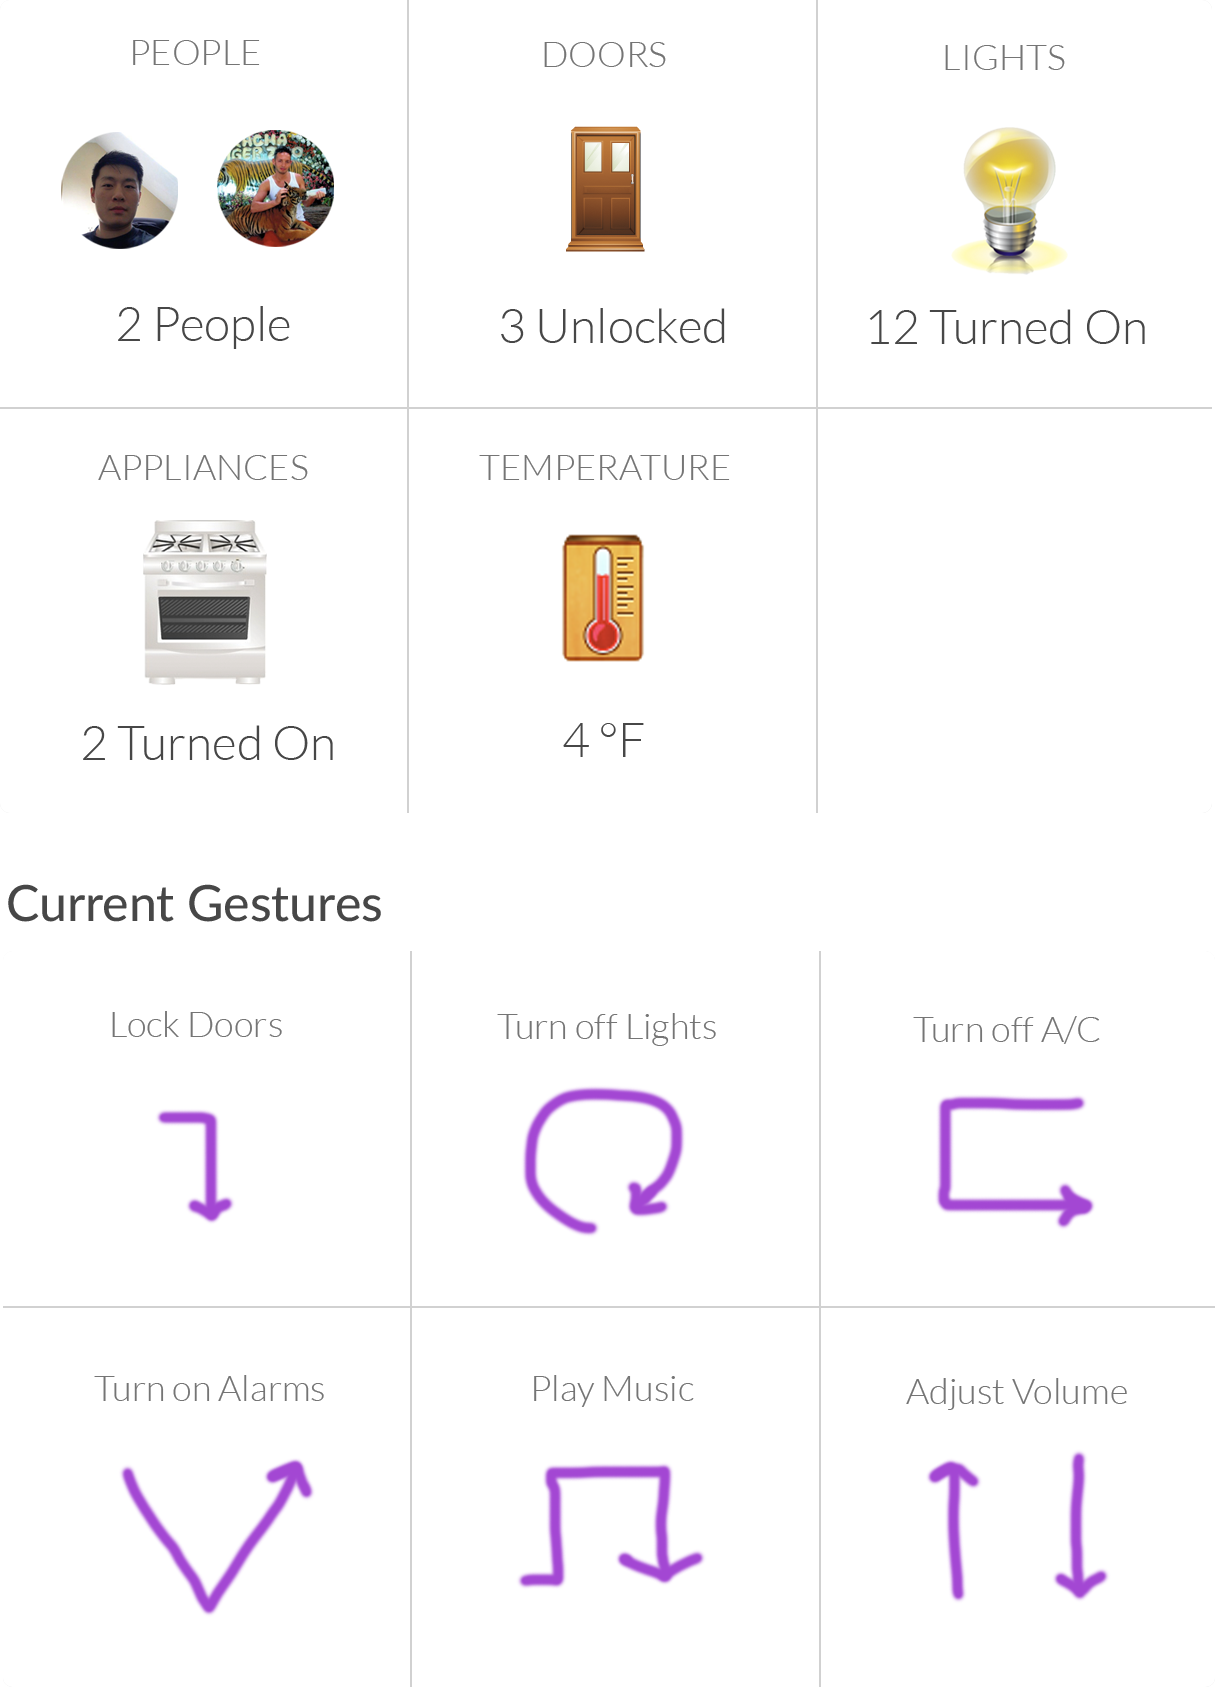 PEOPLE
DOORS
LIGHTS
2 People
3 Unlocked
12 Turned On
APPLIANCES
TEMPERATURE
2 Turned On
4 °F
Current Gestures
Lock Doors
Turn off Lights
Turn off A/C
Turn on Alarms
Play Music
Adjust Volume